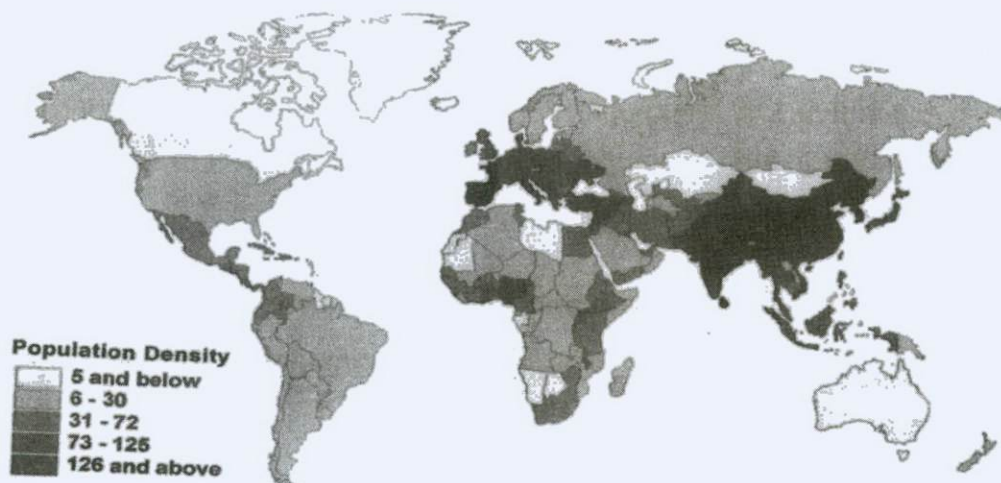 Population Density
5 and below
6 - 30
31 - 72
73 - 125
126 and above